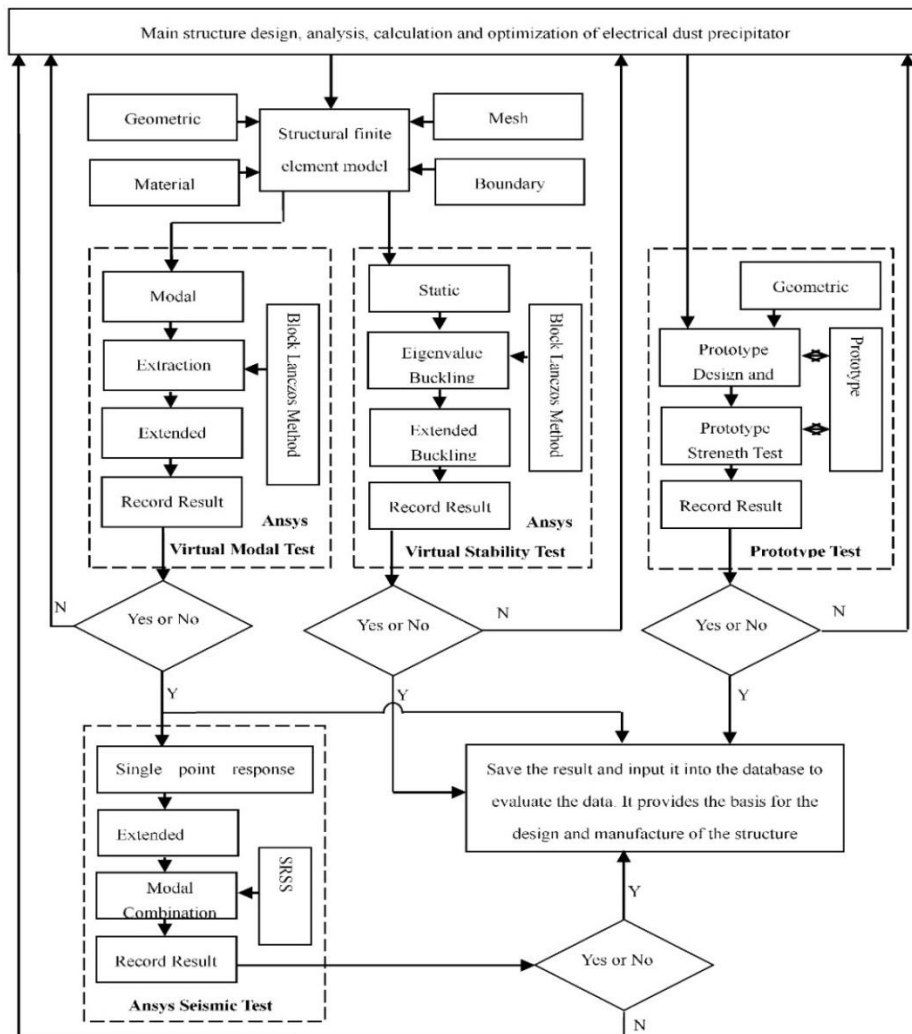 Main structure design, analysis, calculation and optimization of electrical dust precipitator
Geometric
Mesh
Structural finite
element model
Material
Boundary
Modal
Extraction
Extended
Record Result
Block Lanczos Method
Ansys
Virtual Modal Test
Static
Eigenvalue
Buckling
Extended Buckling
Record Result
Block Lanczos Method
Ansys
Virtual Stability Test
Geometric
Prototype
Design and
Prototype
Strength Test
Record Result
Prototype
Prototype Test
N
Yes or No
Y
Yes or No
N
Y
Yes or No
N
Y
Single point response
Extended
Modal
Combination
Record Result
SRSS
Ansys Seismic Test
Save the result and input it into the database to
evaluate the data. It provides the basis for the
design and manufacture of the structure
Y
Yes or No
N